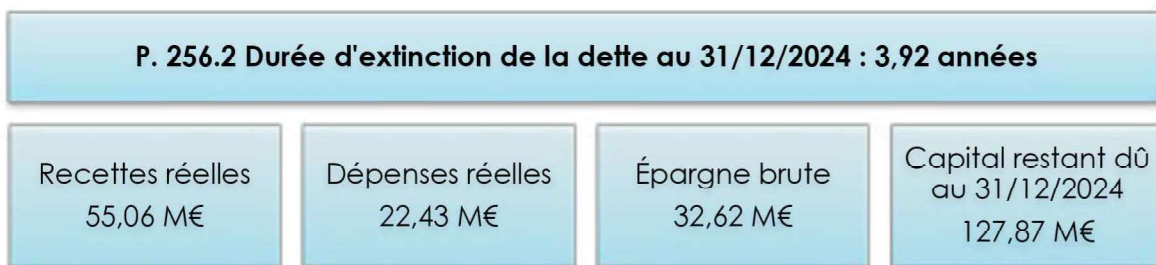 P. 256.2 Durée d'extinction de la dette au 31/12/2024 : 3,92 années
Recettes réelles
55,06 M€
Dépenses réelles
22,43 M€
Épargne brute
32,62 M€
Capital restant dû
au 31/12/2024
127,87 M€